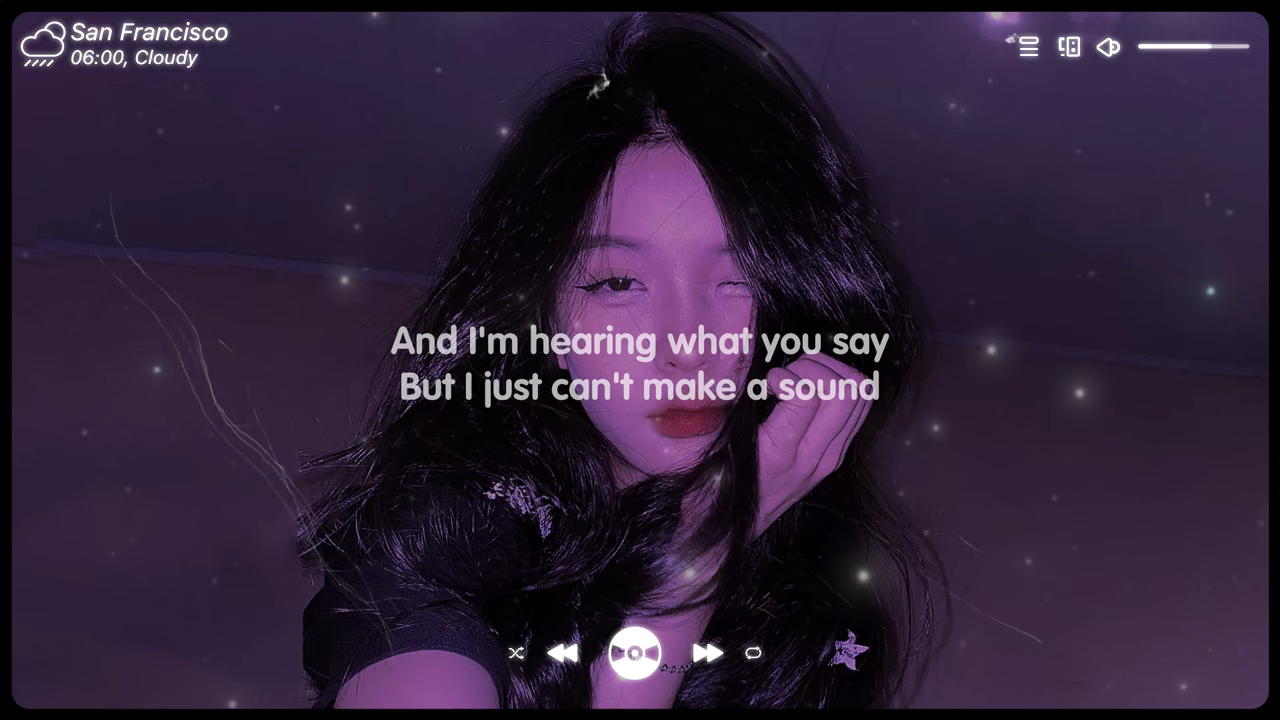 San Francisco
06:00, Cloudy
And I'm hearing what you say
But I just can't make a sound